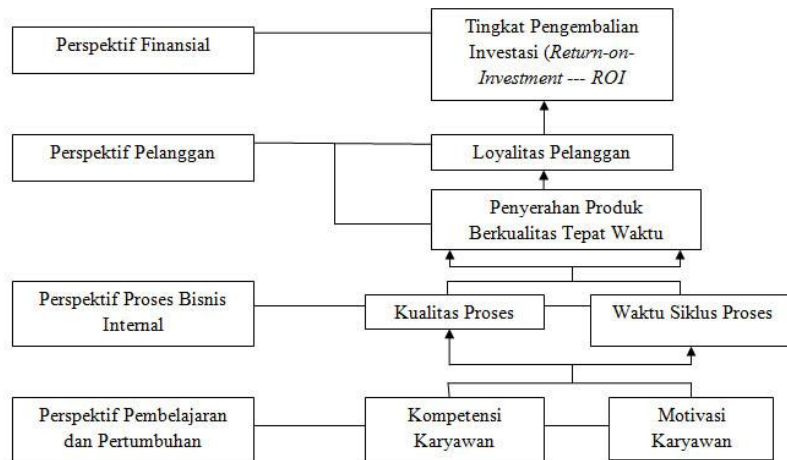 Perspektif Finansial
Tingkat Pengembalian
Investasi (Return-on-
Investment --- ROI
Perspektif Pelanggan
Loyalitas Pelanggan
Penyerahan Produk
Berkualitas Tepat Waktu
Perspektif Proses Bisnis
Internal
Kualitas Proses
Waktu Siklus Proses
Perspektif Pembelajaran
dan Pertumbuhan
Kompetensi
Karyawan
Motivasi
Karyawan